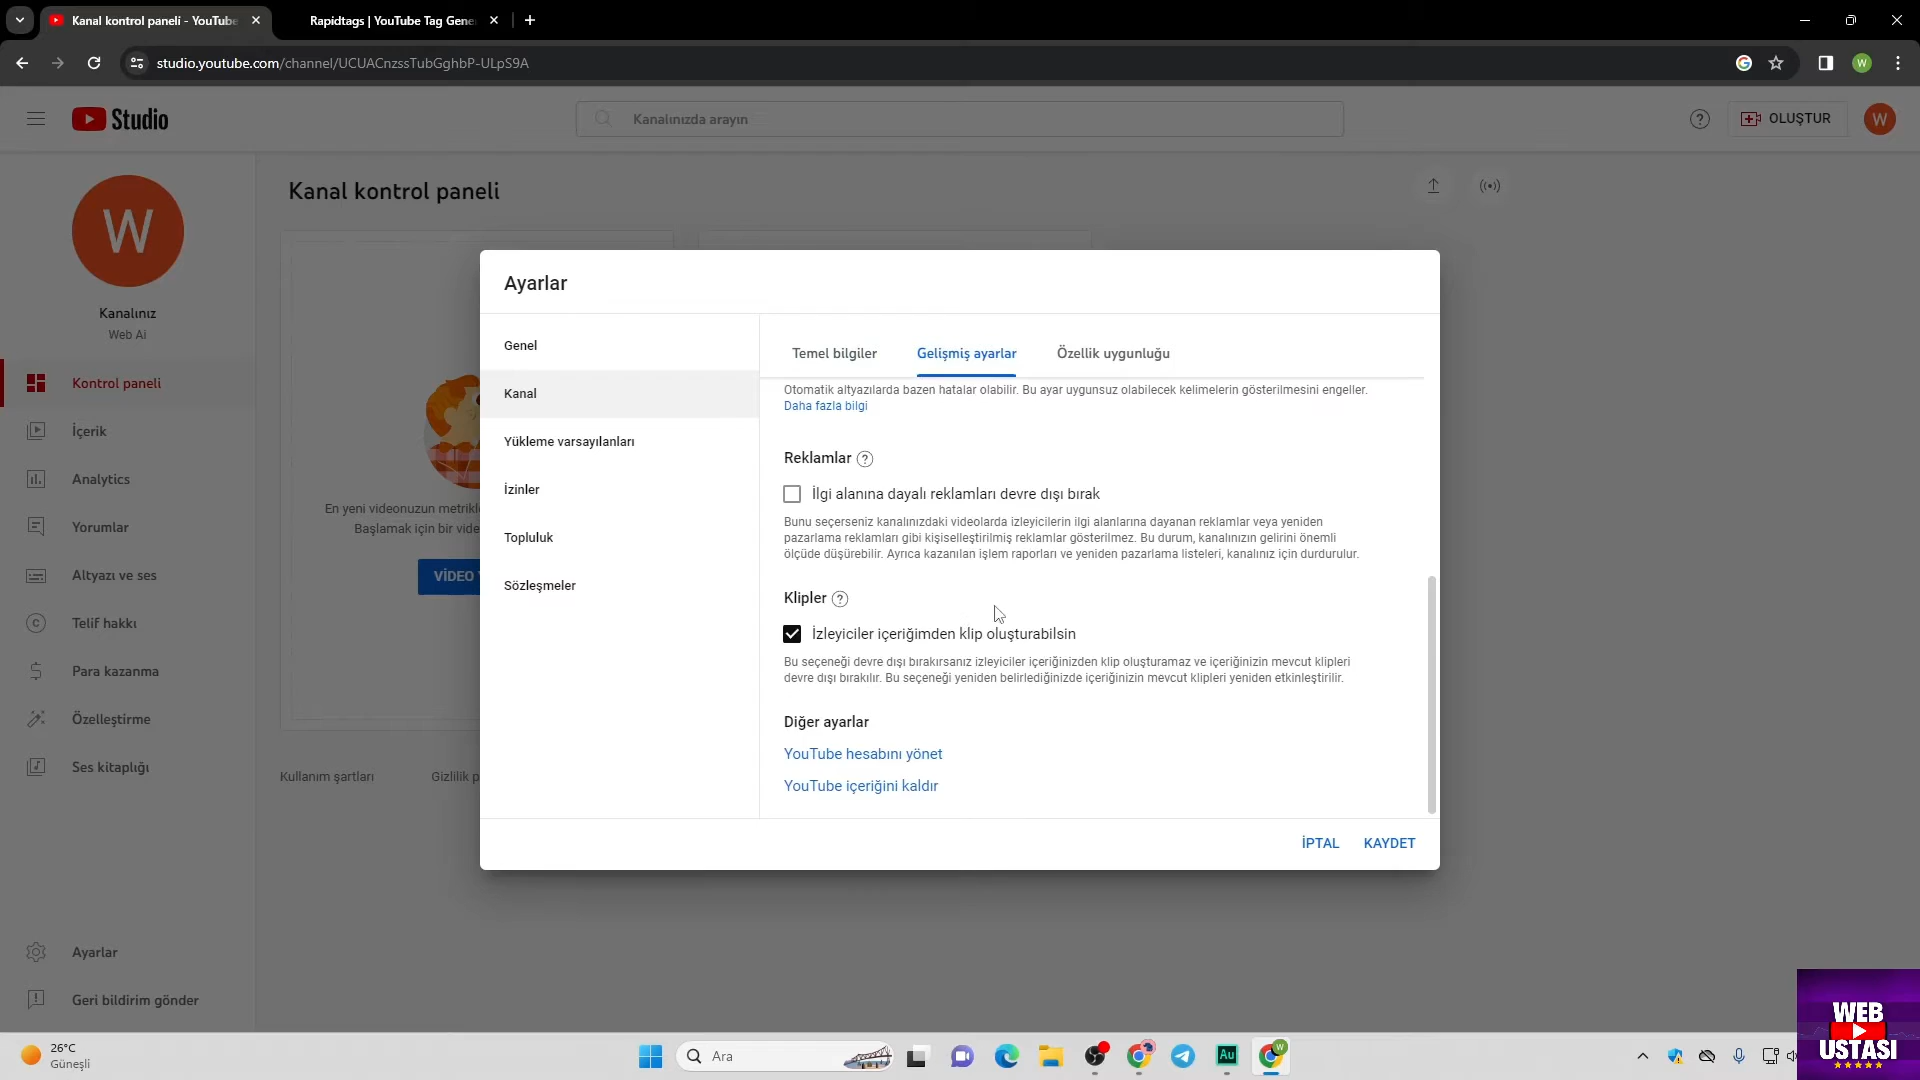 Kanal kontrol paneli - YouTube
Rapidtags | YouTube Tag Gene
studio.youtube.com/channel/UCUACnzssTubGghbP-ULpS9A
W
Studio
Kanalınızda arayın
OLUŞTUR
W
W
Kanalınız
Web Ai
Kontrol paneli
İçerik
Analytics
Yorumlar
Altyazı ve ses
Telif hakkı
Para kazanma
Özelleştirme
Ses kitaplığı
Ayarlar
Geri bildirim gönder
Kanal kontrol paneli
En yeni videonuzun metrikle
Başlamak için bir vide
VİDEO
Kullanım şartları
Gizlilik p
Ayarlar
Genel
Kanal
Yükleme varsayılanları
İzinler
Topluluk
Sözleşmeler
Temel bilgiler
Gelişmiş ayarlar
Özellik uygunluğu
Otomatik altyazılarda bazen hatalar olabilir. Bu ayar uygunsuz olabilecek kelimelerin gösterilmesini engeller.
Daha fazla bilgi
Reklamlar
İlgi alanına dayalı reklamları devre dışı bırak
Bunu seçerseniz kanalınızdaki videolarda izleyicilerin ilgi alanlarına dayanan reklamlar veya yeniden
pazarlama reklamları gibi kişiselleştirilmiş reklamlar gösterilmez. Bu durum, kanalınızın gelirini önemli
ölçüde düşürebilir. Ayrıca kazanılan işlem raporları ve yeniden pazarlama listeleri, kanalınız için durdurulur.
Klipler
İzleyiciler içeriğimden klip oluşturabilsin
Bu seçeneği devre dışı bırakırsanız izleyiciler içeriğinizden klip oluşturamaz ve içeriğinizin mevcut klipleri
devre dışı bırakılır. Bu seçeneği yeniden belirlediğinizde içeriğinizin mevcut klipleri yeniden etkinleştirilir.
Diğer ayarlar
YouTube hesabını yönet
YouTube içeriğini kaldır
İPTAL
KAYDET
26°C
Güneşli
Ara
Au
W
WEB
USTASI